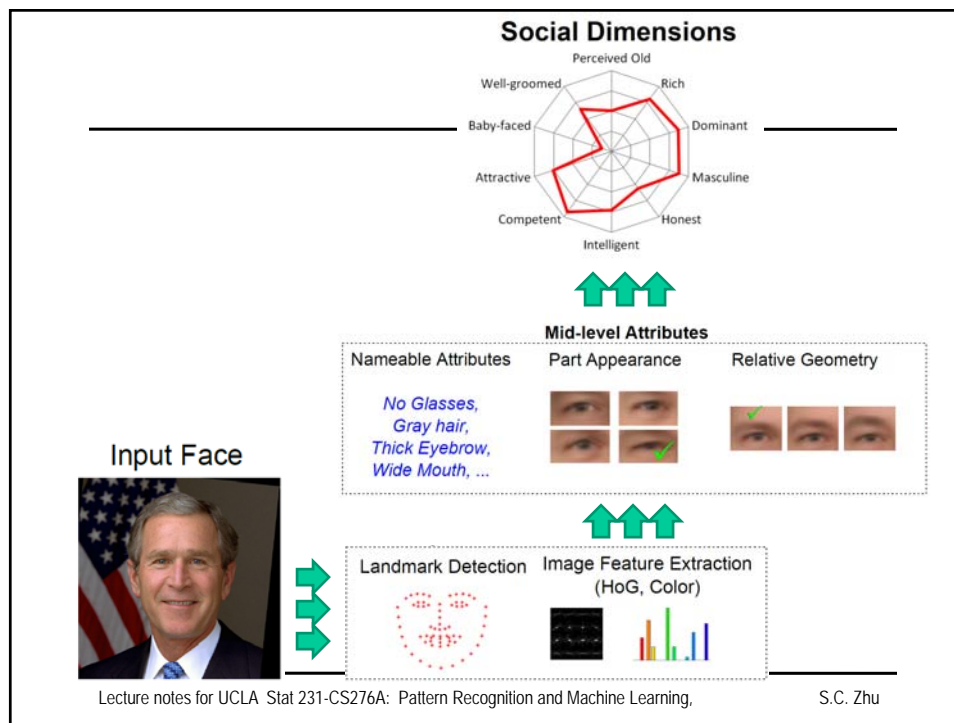 Social Dimensions
Perceived Old
Well-groomed
Rich
Baby-faced
Dominant
Attractive
Masculine
Competent
Honest
Intelligent
Mid-level Attributes
Nameable Attributes
Part Appearance
Relative Geometry
No Glasses,
Gray hair,
Thick Eyebrow,
Wide Mouth, ...
Input Face
Landmark Detection
Image Feature Extraction
(HoG, Color)
Lecture notes for UCLA Stat 231-CS276A: Pattern Recognition and Machine Learning,
S.C. Zhu